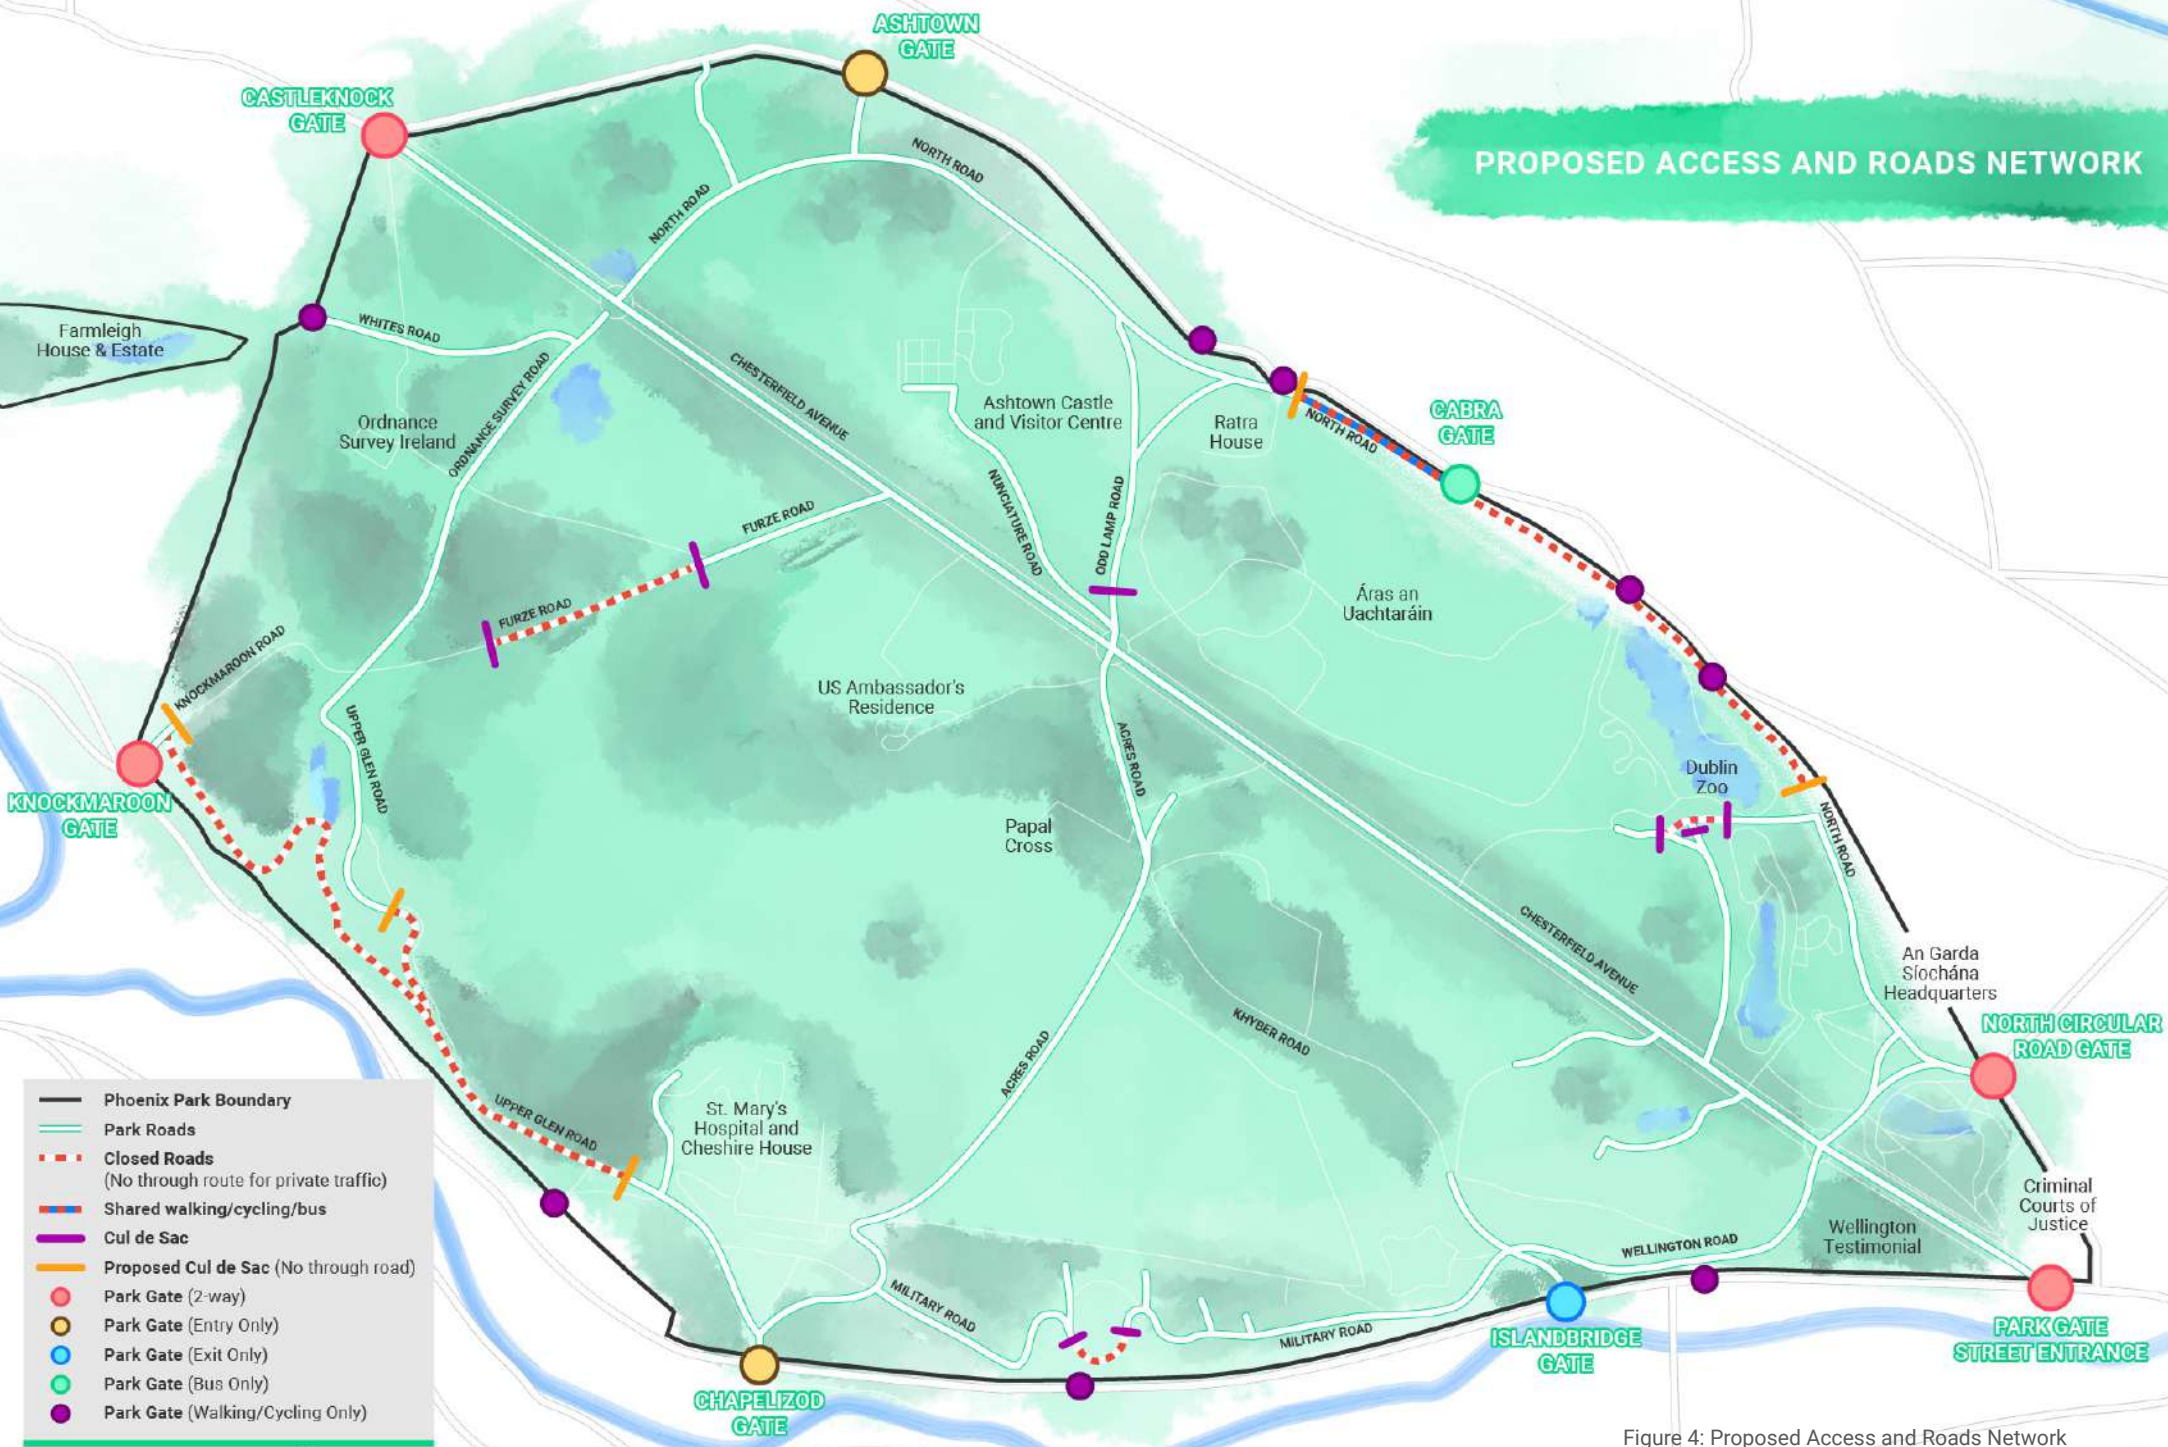 ASHTOWN
GATE
CASTLEKNOCK
GATE
PROPOSED ACCESS AND ROADS NETWORK
NORTH ROAD
NORTH ROAD
Farmleigh
House & Estate
WHITES ROAD
ORDNANCE SURVEY ROAD
Ordnance
Survey Ireland
CHESTERFIELD AVENUE
Ashtown Castle
and Visitor Centre
Ratra
House
NORTH ROAD
CABRA
GATE
NUNCIATURE ROAD
ODD LAMP ROAD
FURZE ROAD
FURZE ROAD
Áras an
Uachtaráin
KNOCKMAROON ROAD
US Ambassador's
Residence
UPPER GLEN ROAD
ACRES ROAD
KNOCKMAROON
GATE
Papal
Cross
Dublin
Zoo
NORTH ROAD
CHESTERFIELD AVENUE
An Garda
Síochána
Headquarters
NORTH CIRCULAR
ROAD GATE
KHYBER ROAD
ACRES ROAD
UPPER GLEN ROAD
St. Mary's
Hospital and
Cheshire House
Criminal
Courts of
Justice
Wellington
Testimonial
WELLINGTON ROAD
MILITARY ROAD
MILITARY ROAD
ISLANDBRIDGE
GATE
PARK GATE
STREET ENTRANCE
CHAPELIZOD
GATE
Phoenix Park Boundary
Park Roads
Closed Roads
(No through route for private traffic)
Shared walking/cycling/bus
Cul de Sac
Proposed Cul de Sac (No through road)
Park Gate (2-way)
Park Gate (Entry Only)
Park Gate (Exit Only)
Park Gate (Bus Only)
Park Gate (Walking/Cycling Only)
Figure 4: Proposed Access and Roads Network